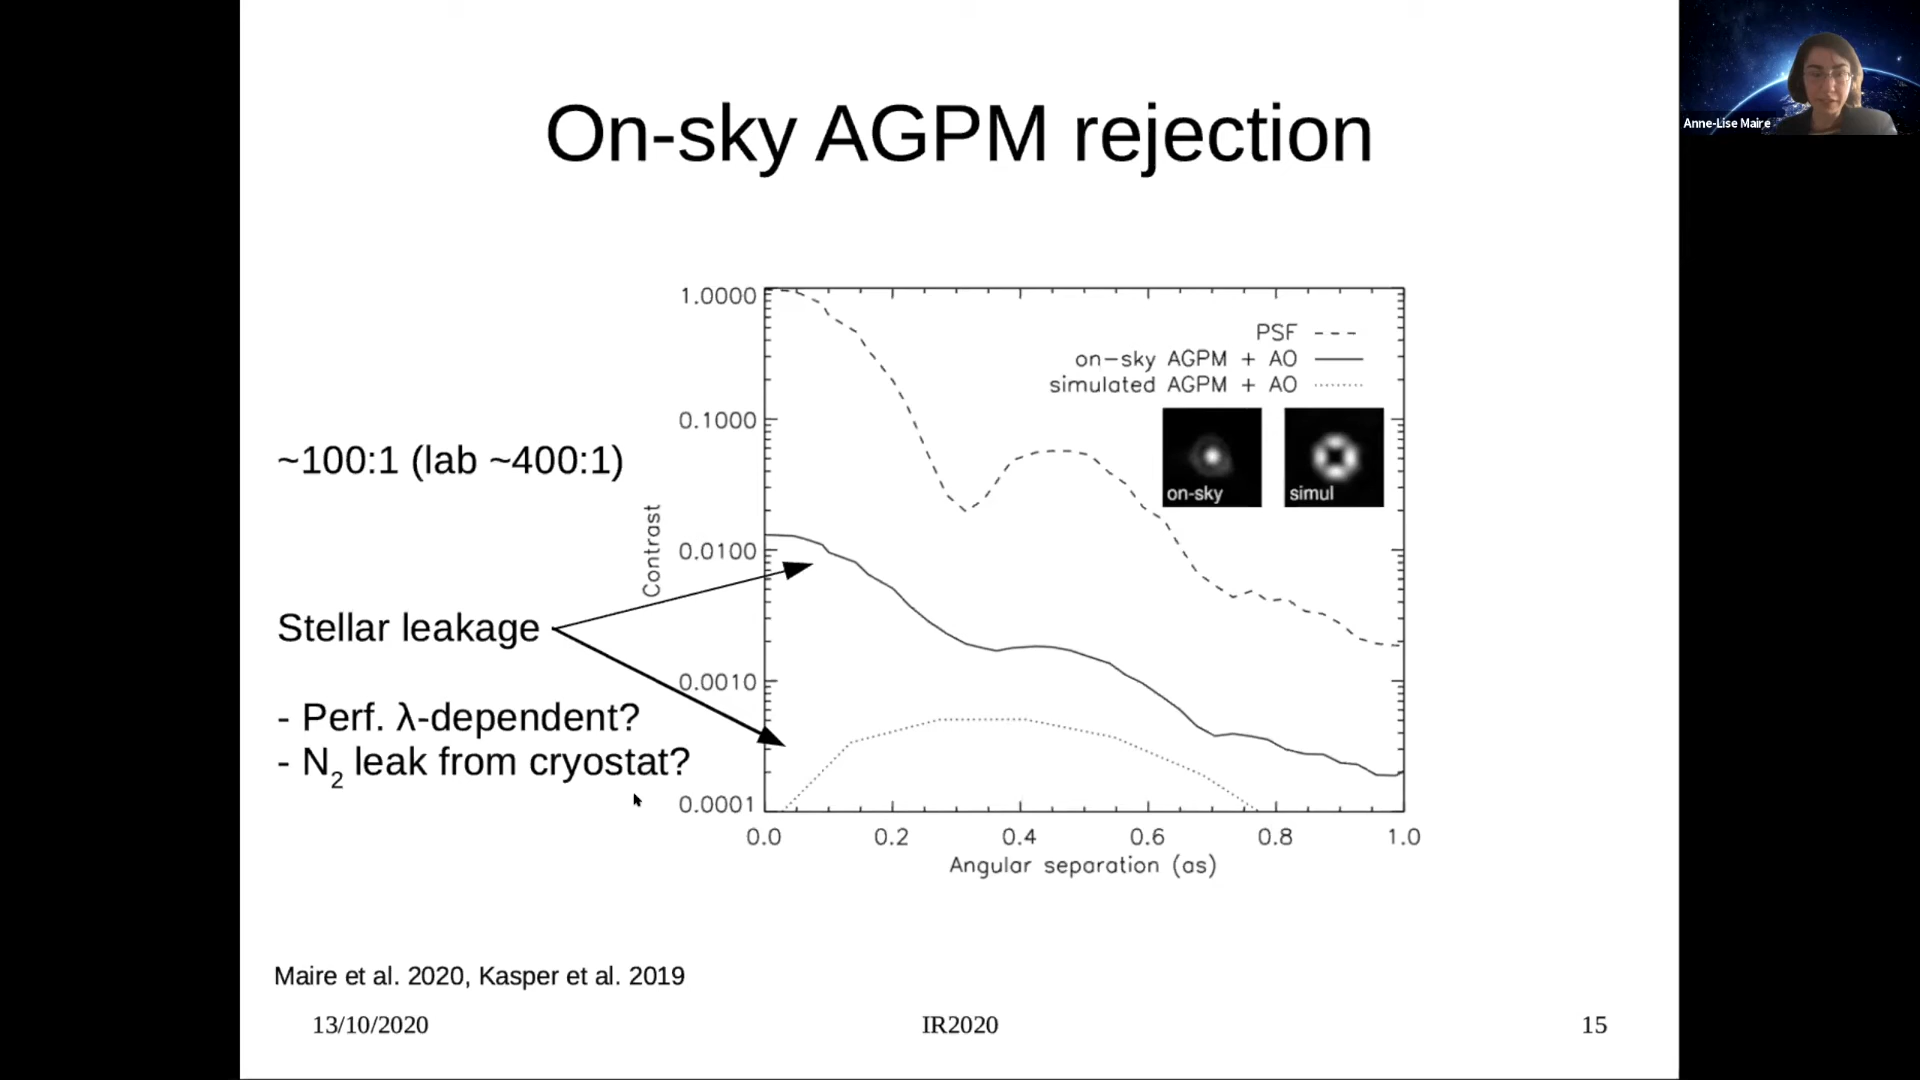 Anne-Lise Maire
On-sky AGPM rejection
~100:1 (lab ~400:1)
Stellar leakage
- Perf. λ-dependent?
- N2 leak from cryostat?
Contrast
1.0000
0.1000
0.0100
0.0010
0.0001
PSF
on-sky AGPM + AO
simulated AGPM + AO
on-sky
simul
0.0 0.2 0.4 0.6 0.8 1.0
Angular separation (as)
Maire et al. 2020, Kasper et al. 2019
13/10/2020
IR2020
15